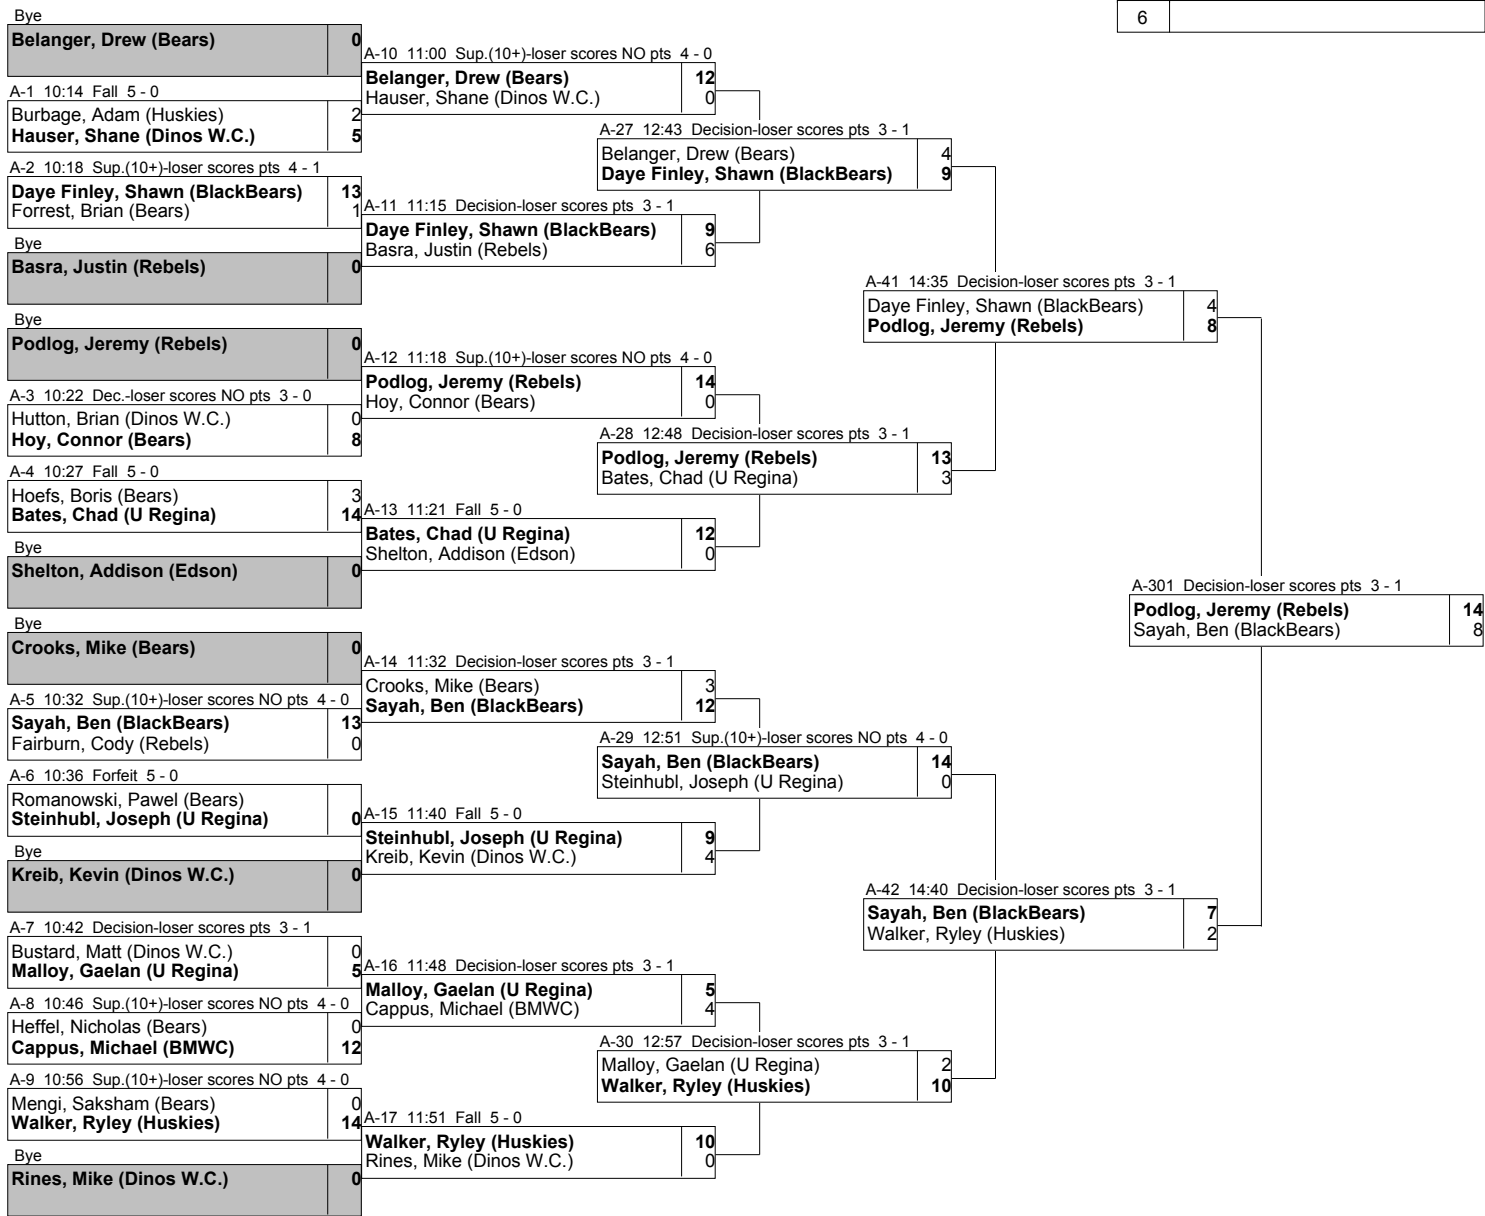 6
Bye
Belanger, Drew (Bears) 0
A-1 10:14 Fall 5 - 0
Burbage, Adam (Huskies) 2
Hauser, Shane (Dinos W.C.) 5
A-2 10:18 Sup.(10+)-loser scores pts 4 - 1
Daye Finley, Shawn (BlackBears) 13
Forrest, Brian (Bears) 1
Bye
Basra, Justin (Rebels) 0
Bye
Podlog, Jeremy (Rebels) 0
A-3 10:22 Dec.-loser scores NO pts 3 - 0
Hutton, Brian (Dinos W.C.) 0
Hoy, Connor (Bears) 8
A-4 10:27 Fall 5 - 0
Hoefs, Boris (Bears) 3
Bates, Chad (U Regina) 14
Bye
Shelton, Addison (Edson) 0
Bye
Crooks, Mike (Bears) 0
A-5 10:32 Sup.(10+)-loser scores NO pts 4 - 0
Sayah, Ben (BlackBears) 13
Fairburn, Cody (Rebels) 0
A-6 10:36 Forfeit 5 - 0
Romanowski, Pawel (Bears)
Steinhubl, Joseph (U Regina) 0
Bye
Kreib, Kevin (Dinos W.C.) 0
A-7 10:42 Decision-loser scores pts 3 - 1
Bustard, Matt (Dinos W.C.) 0
Malloy, Gaelan (U Regina) 5
A-8 10:46 Sup.(10+)-loser scores NO pts 4 - 0
Heffel, Nicholas (Bears) 0
Cappus, Michael (BMWC) 12
A-9 10:56 Sup.(10+)-loser scores NO pts 4 - 0
Mengi, Saksham (Bears) 0
Walker, Ryley (Huskies) 14
Bye
Rines, Mike (Dinos W.C.) 0
A-10 11:00 Sup.(10+)-loser scores NO pts 4 - 0
Belanger, Drew (Bears) 12
Hauser, Shane (Dinos W.C.) 0
A-11 11:15 Decision-loser scores pts 3 - 1
Daye Finley, Shawn (BlackBears) 9
Basra, Justin (Rebels) 6
A-12 11:18 Sup.(10+)-loser scores NO pts 4 - 0
Podlog, Jeremy (Rebels) 14
Hoy, Connor (Bears) 0
A-13 11:21 Fall 5 - 0
Bates, Chad (U Regina) 12
Shelton, Addison (Edson) 0
A-14 11:32 Decision-loser scores pts 3 - 1
Crooks, Mike (Bears) 3
Sayah, Ben (BlackBears) 12
A-15 11:40 Fall 5 - 0
Steinhubl, Joseph (U Regina) 9
Kreib, Kevin (Dinos W.C.) 4
A-16 11:48 Decision-loser scores pts 3 - 1
Malloy, Gaelan (U Regina) 5
Cappus, Michael (BMWC) 4
A-17 11:51 Fall 5 - 0
Walker, Ryley (Huskies) 10
Rines, Mike (Dinos W.C.) 0
A-27 12:43 Decision-loser scores pts 3 - 1
Belanger, Drew (Bears) 4
Daye Finley, Shawn (BlackBears) 9
A-28 12:48 Decision-loser scores pts 3 - 1
Podlog, Jeremy (Rebels) 13
Bates, Chad (U Regina) 3
A-29 12:51 Sup.(10+)-loser scores NO pts 4 - 0
Sayah, Ben (BlackBears) 14
Steinhubl, Joseph (U Regina) 0
A-30 12:57 Decision-loser scores pts 3 - 1
Malloy, Gaelan (U Regina) 2
Walker, Ryley (Huskies) 10
A-41 14:35 Decision-loser scores pts 3 - 1
Daye Finley, Shawn (BlackBears) 4
Podlog, Jeremy (Rebels) 8
A-42 14:40 Decision-loser scores pts 3 - 1
Sayah, Ben (BlackBears) 7
Walker, Ryley (Huskies) 2
A-301 Decision-loser scores pts 3 - 1
Podlog, Jeremy (Rebels) 14
Sayah, Ben (BlackBears) 8